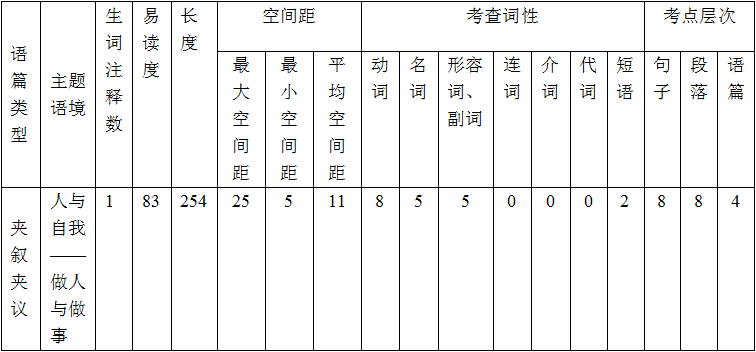 语篇类型 主题语境 生词注释数 易读度 长度 空间距 考查词性 考点层次
最大空间距 最小空间距 平均空间距 动词 名词 形容词、副词 连词 介词 代词 短语 句子 段落 语篇
夹叙夹议 人与自我——做人与做事 1 83 254 25 5 11 8 5 5 0 0 0 2 8 8 4